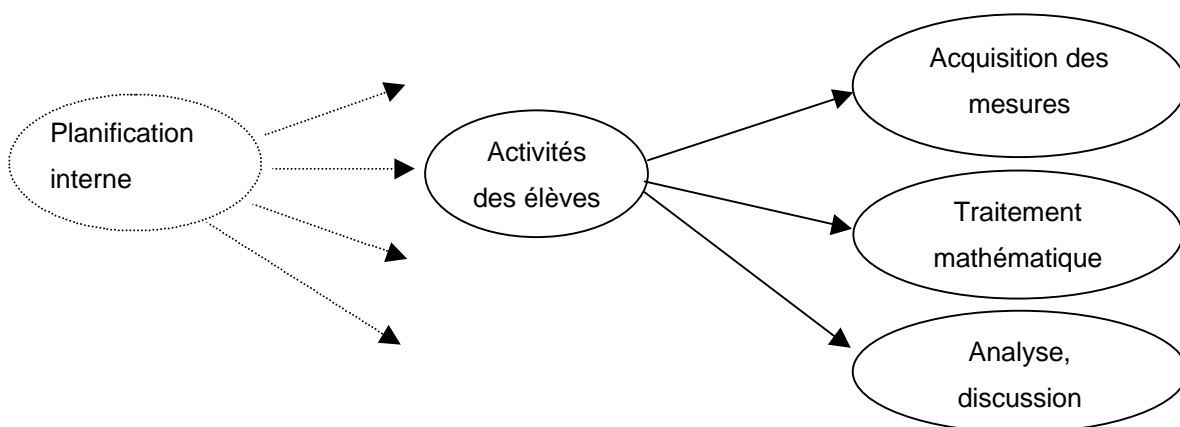 Planification
interne
Activités
des élèves
Acquisition des
mesures
Traitement
mathématique
Analyse,
discussion